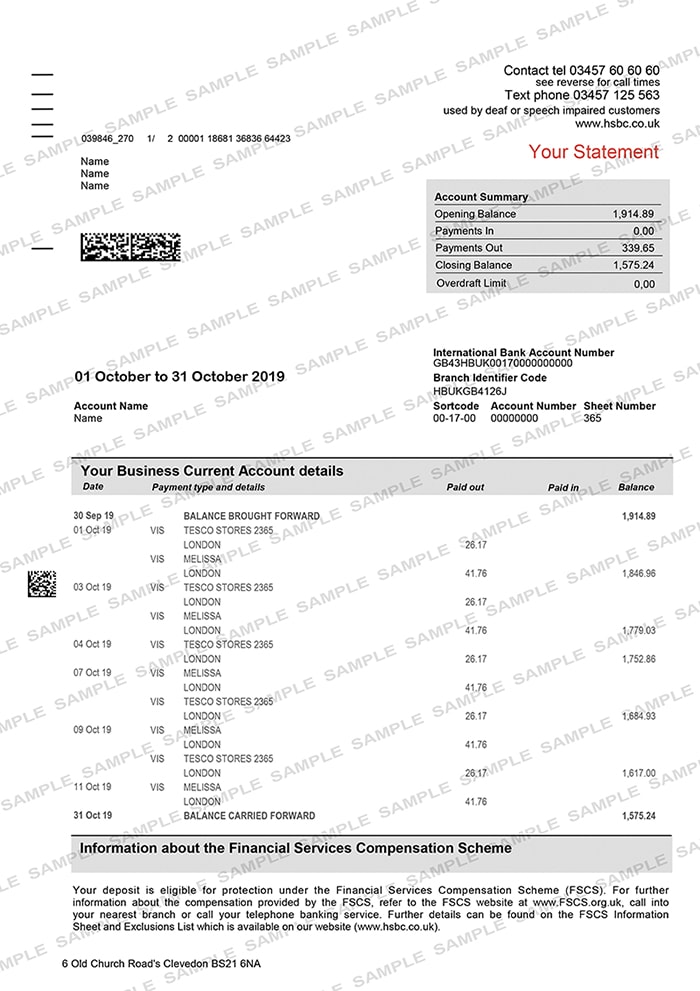 Contact tel 03457 60 60 60
see reverse for call times
Text phone 03457 125 563
used by deaf or speech impaired customers
www.hsbc.co.uk
Your Statement
039846_270 1/ 2 00001 18681 36836 64423
Name
Name
Name
Account Summary
Opening Balance 1,914.89
Payments In 0.00
Payments Out 339.65
Closing Balance 1,575.24
Overdraft Limit 0,00
International Bank Account Number
GB43HBUK00170000000000
Branch Identifier Code
HBUKGB4126J
Sortcode Account Number Sheet Number
00-17-00 00000000 365
01 October to 31 October 2019
Account Name
Name
Your Business Current Account details
Date Payment type and details Paid out Paid in Balance
30 Sep 19 BALANCE BROUGHT FORWARD 1,914.89
01 Oct 19 VIS TESCO STORES 2365
LONDON 26.17
VIS MELISSA
LONDON 41.76 1,846.96
03 Oct 19 VIS TESCO STORES 2365
LONDON 26.17
VIS MELISSA
LONDON 41.76 1,779.03
04 Oct 19 VIS TESCO STORES 2365
LONDON 26.17 1,752.86
07 Oct 19 VIS MELISSA
LONDON 41.76
VIS TESCO STORES 2365
LONDON 26.17 1,684.93
09 Oct 19 VIS MELISSA
LONDON 41.76
VIS TESCO STORES 2365
LONDON 26.17 1,617.00
11 Oct 19 VIS MELISSA
LONDON 41.76
31 Oct 19 BALANCE CARRIED FORWARD 1,575.24
Information about the Financial Services Compensation Scheme
Your deposit is eligible for protection under the Financial Services Compensation Scheme (FSCS). For further
information about the compensation provided by the FSCS, refer to the FSCS website at www.FSCS.org.uk, call into
your nearest branch or call your telephone banking service. Further details can be found on the FSCS Information
Sheet and Exclusions List which is available on our website (www.hsbc.co.uk).
6 Old Church Road's Clevedon BS21 6NA
SAMPLE SAMPLE SAMPLE SAMPLE SAMPLE SAMPLE